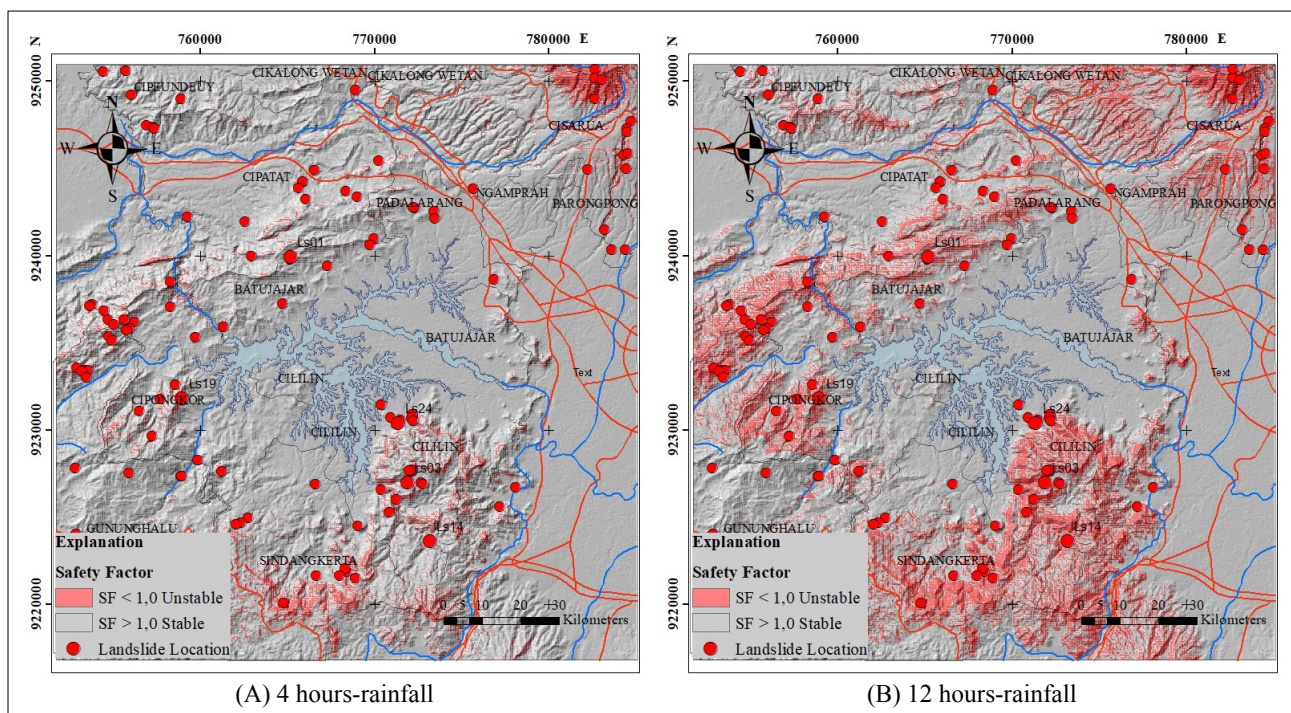 N 760000 770000 780000 E
9250000
9240000
9230000
9220000
CIKALONG WETAN
CIKALONG WETAN
CIPEUNDEUY
N
W E
S
CISARUA
CIPATAT
NGAMPRAH
PADALARANG
PARONGPONG
Ls01
BATUJAJAR
BATUJAJAR
Text
CILILIN
Ls19
CIPONGKOR
Ls24
CILILIN
CILILIN
Ls03
GUNUNGHALU
Ls14
SINDANGKERTA
Explanation
Safety Factor
SF < 1,0 Unstable
SF > 1,0 Stable
Landslide Location
0 5 10 20 30
Kilometers
(A) 4 hours-rainfall
N 760000 770000 780000 E
9250000
9240000
9230000
9220000
CIKALONG WETAN
CIKALONG WETAN
CIPEUNDEUY
N
W E
S
CISARUA
CIPATAT
NGAMPRAH
PADALARANG
PARONGPONG
Ls01
BATUJAJAR
BATUJAJAR
Text
CILILIN
Ls19
CIPONGKOR
Ls24
CILILIN
CILILIN
Ls03
GUNUNGHALU
Ls14
SINDANGKERTA
Explanation
Safety Factor
SF < 1,0 Unstable
SF > 1,0 Stable
Landslide Location
0 5 10 20 30
Kilometers
(B) 12 hours-rainfall